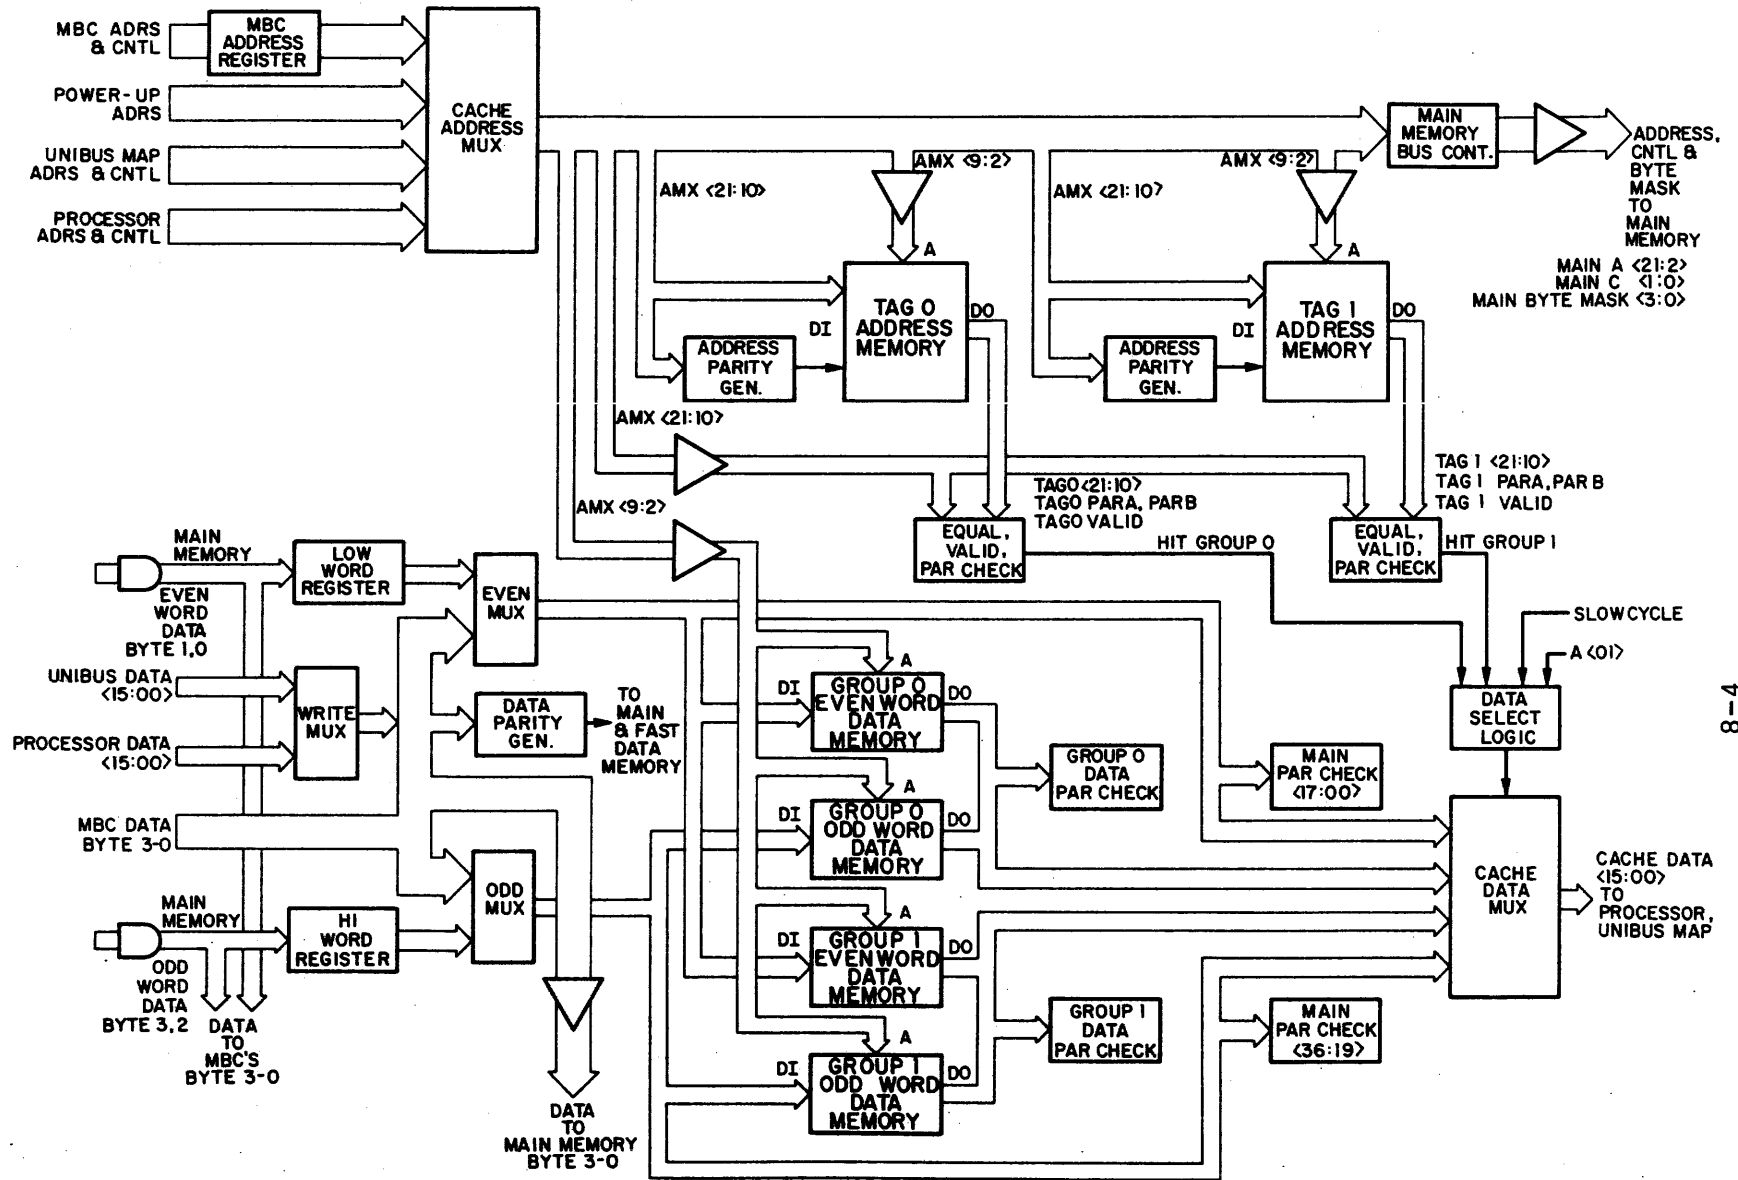 MBC ADRS
& CNTL
MBC
ADDRESS
REGISTER
POWER-UP
ADRS
UNIBUS MAP
ADRS & CNTL
PROCESSOR
ADRS & CNTL
CACHE
ADDRESS
MUX
MAIN
MEMORY
BUS CONT.
ADDRESS,
CNTL &
BYTE
MASK
TO
MAIN
MEMORY
MAIN A <21:2>
MAIN C <1:0>
MAIN BYTE MASK <3:0>
AMX <21:10>
AMX <9:2>
AMX <21:10>
AMX <9:2>
A
A
TAG 0
ADDRESS
MEMORY
DI
DO
ADDRESS
PARITY
GEN.
TAG 1
ADDRESS
MEMORY
DI
DO
ADDRESS
PARITY
GEN.
AMX <21:10>
AMX <9:2>
TAG0 <21:10>
TAG0 PARA, PARB
TAG0 VALID
TAG 1 <21:10>
TAG 1 PARA, PAR B
TAG 1 VALID
EQUAL,
VALID,
PAR CHECK
HIT GROUP 0
EQUAL,
VALID,
PAR CHECK
HIT GROUP 1
SLOWCYCLE
A <01>
DATA
SELECT
LOGIC
MAIN
MEMORY
EVEN
WORD
DATA
BYTE 1,0
LOW
WORD
REGISTER
EVEN
MUX
UNIBUS DATA
<15:00>
PROCESSOR DATA
<15:00>
WRITE
MUX
DATA
PARITY
GEN.
TO
MAIN
& FAST
DATA
MEMORY
MBC DATA
BYTE 3-0
MAIN
MEMORY
ODD
WORD
DATA
BYTE 3,2
HI
WORD
REGISTER
ODD
MUX
DATA
TO
MBC'S
BYTE 3-0
DATA
TO
MAIN MEMORY
BYTE 3-0
A
DI
GROUP 0
EVEN WORD
DATA
MEMORY
DO
A
DI
GROUP 0
ODD WORD
DATA
MEMORY
DO
A
DI
GROUP 1
EVEN WORD
DATA
MEMORY
DO
A
DI
GROUP 1
ODD WORD
DATA
MEMORY
DO
GROUP 0
DATA
PAR CHECK
GROUP 1
DATA
PAR CHECK
MAIN
PAR CHECK
<17:00>
MAIN
PAR CHECK
<36:19>
CACHE
DATA
MUX
CACHE DATA
<15:00>
TO
PROCESSOR,
UNIBUS MAP
8-4